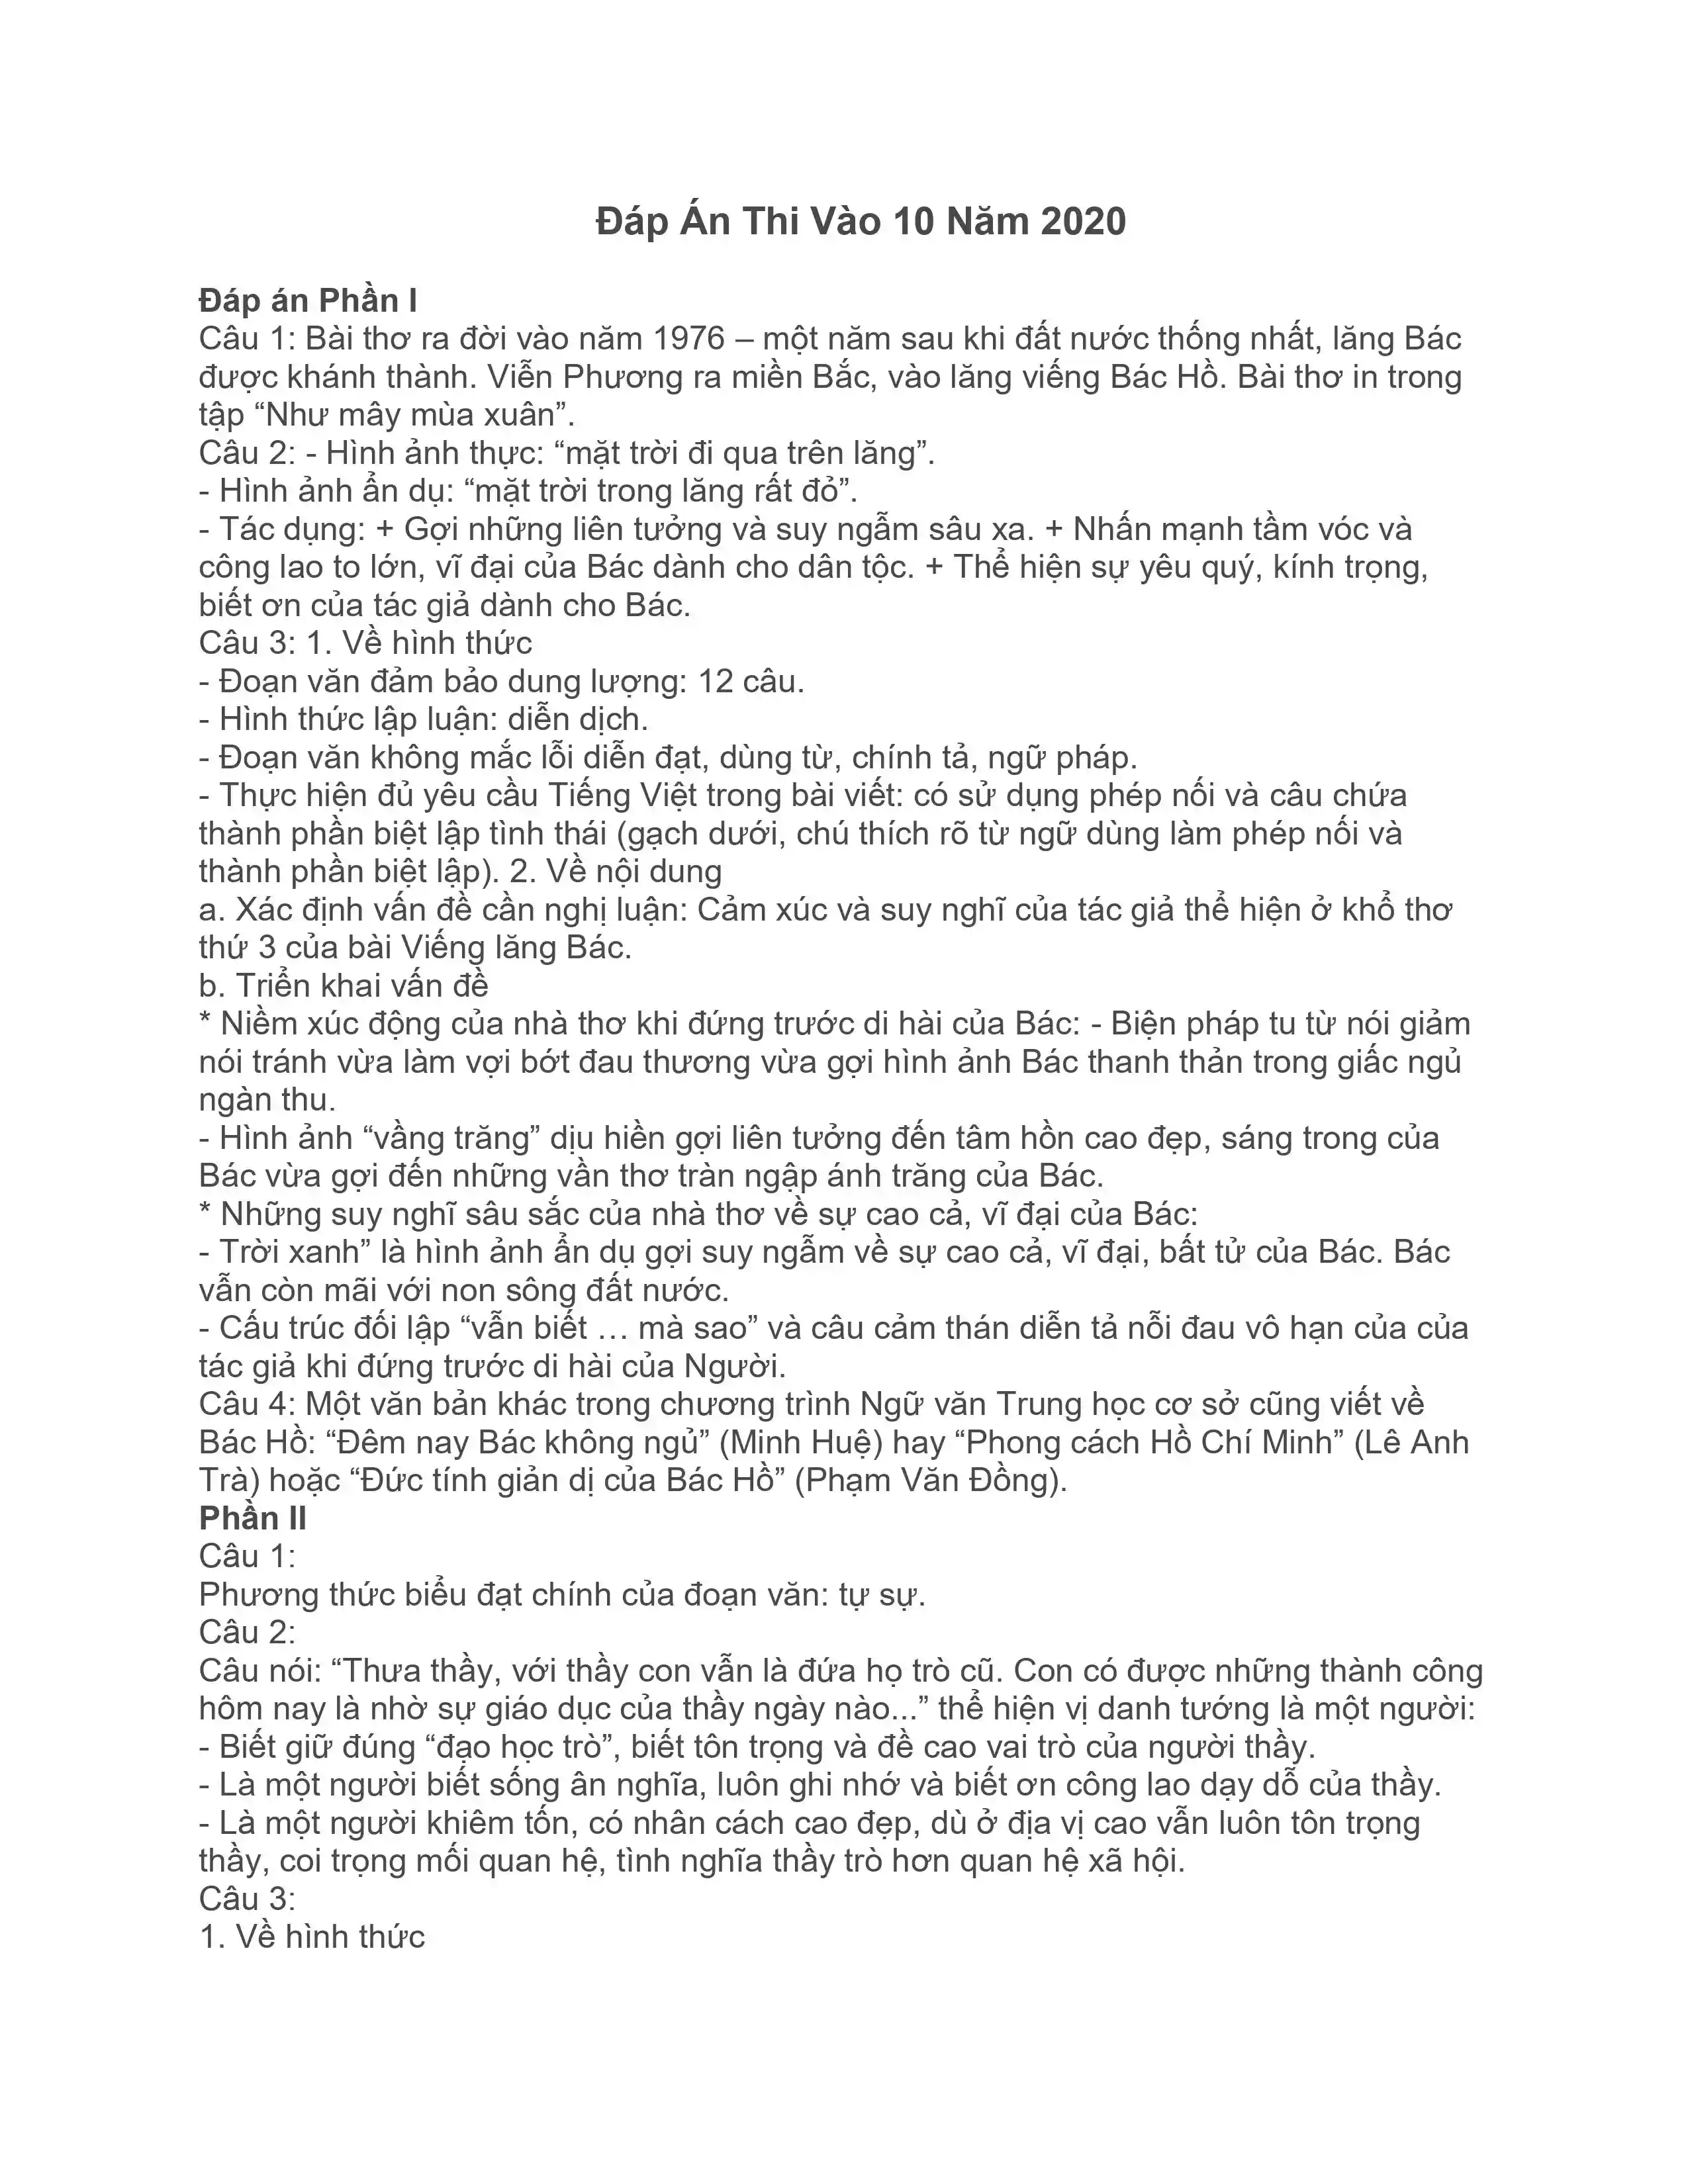 Đáp Án Thi Vào 10 Năm 2020
Đáp án Phần I
Câu 1: Bài thơ ra đời vào năm 1976 – một năm sau khi đất nước thống nhất, lăng Bác
được khánh thành. Viễn Phương ra miền Bắc, vào lăng viếng Bác Hồ. Bài thơ in trong
tập “Như mây mùa xuân”.
Câu 2: - Hình ảnh thực: “mặt trời đi qua trên lăng”.
- Hình ảnh ẩn dụ: “mặt trời trong lăng rất đỏ”.
- Tác dụng: + Gợi những liên tưởng và suy ngẫm sâu xa. + Nhấn mạnh tầm vóc và
công lao to lớn, vĩ đại của Bác dành cho dân tộc. + Thể hiện sự yêu quý, kính trọng,
biết ơn của tác giả dành cho Bác.
Câu 3: 1. Về hình thức
- Đoạn văn đảm bảo dung lượng: 12 câu.
- Hình thức lập luận: diễn dịch.
- Đoạn văn không mắc lỗi diễn đạt, dùng từ, chính tả, ngữ pháp.
- Thực hiện đủ yêu cầu Tiếng Việt trong bài viết: có sử dụng phép nối và câu chứa
thành phần biệt lập tình thái (gạch dưới, chú thích rõ từ ngữ dùng làm phép nối và
thành phần biệt lập). 2. Về nội dung
a. Xác định vấn đề cần nghị luận: Cảm xúc và suy nghĩ của tác giả thể hiện ở khổ thơ
thứ 3 của bài Viếng lăng Bác.
b. Triển khai vấn đề
* Niềm xúc động của nhà thơ khi đứng trước di hài của Bác: - Biện pháp tu từ nói giảm
nói tránh vừa làm vợi bớt đau thương vừa gợi hình ảnh Bác thanh thản trong giấc ngủ
ngàn thu.
- Hình ảnh “vầng trăng” dịu hiền gợi liên tưởng đến tâm hồn cao đẹp, sáng trong của
Bác vừa gợi đến những vần thơ tràn ngập ánh trăng của Bác.
* Những suy nghĩ sâu sắc của nhà thơ về sự cao cả, vĩ đại của Bác:
- Trời xanh” là hình ảnh ẩn dụ gợi suy ngẫm về sự cao cả, vĩ đại, bất tử của Bác. Bác
vẫn còn mãi với non sông đất nước.
- Cấu trúc đối lập “vẫn biết … mà sao” và câu cảm thán diễn tả nỗi đau vô hạn của của
tác giả khi đứng trước di hài của Người.
Câu 4: Một văn bản khác trong chương trình Ngữ văn Trung học cơ sở cũng viết về
Bác Hồ: “Đêm nay Bác không ngủ” (Minh Huệ) hay “Phong cách Hồ Chí Minh” (Lê Anh
Trà) hoặc “Đức tính giản dị của Bác Hồ” (Phạm Văn Đồng).
Phần II
Câu 1:
Phương thức biểu đạt chính của đoạn văn: tự sự.
Câu 2:
Câu nói: “Thưa thầy, với thầy con vẫn là đứa họ trò cũ. Con có được những thành công
hôm nay là nhờ sự giáo dục của thầy ngày nào...” thể hiện vị danh tướng là một người:
- Biết giữ đúng “đạo học trò”, biết tôn trọng và đề cao vai trò của người thầy.
- Là một người biết sống ân nghĩa, luôn ghi nhớ và biết ơn công lao dạy dỗ của thầy.
- Là một người khiêm tốn, có nhân cách cao đẹp, dù ở địa vị cao vẫn luôn tôn trọng
thầy, coi trọng mối quan hệ, tình nghĩa thầy trò hơn quan hệ xã hội.
Câu 3:
1. Về hình thức